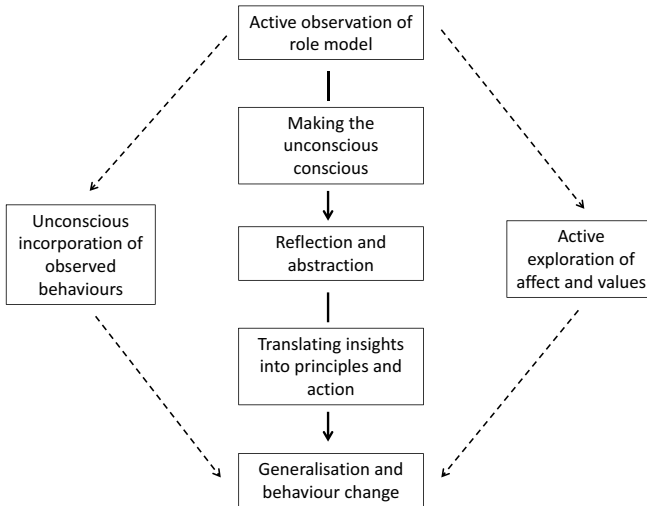 Active observation of
role model
Making the
unconscious
conscious
Unconscious
incorporation of
observed
behaviours
Reflection and
abstraction
Active
exploration of
affect and values
Translating insights
into principles and
action
Generalisation and
behaviour change